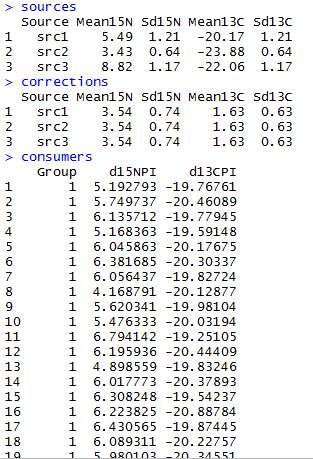 > sources
Source Mean15N Sd15N Mean13C Sd13C
1 src1 5.49 1.21 -20.17 1.21
2 src2 3.43 0.64 -23.88 0.64
3 src3 8.82 1.17 -22.06 1.17
> corrections
Source Mean15N Sd15N Mean13C Sd13C
1 src1 3.54 0.74 1.63 0.63
2 src2 3.54 0.74 1.63 0.63
3 src3 3.54 0.74 1.63 0.63
> consumers
Group d15NPI d13CPI
1 1 5.192793 -19.76761
2 1 5.749737 -20.46089
3 1 6.135712 -19.77945
4 1 5.168363 -19.59148
5 1 6.045863 -20.17675
6 1 6.381685 -20.30337
7 1 6.056437 -19.82724
8 1 4.168791 -20.12877
9 1 5.620341 -19.98104
10 1 5.476333 -20.03194
11 1 6.794142 -19.25105
12 1 6.195936 -20.44409
13 1 4.898559 -19.83246
14 1 6.017773 -20.37893
15 1 6.308248 -19.54237
16 1 6.223825 -20.88784
17 1 6.430565 -19.87445
18 1 6.089311 -20.22757
19 1 5.980103 -20.34551